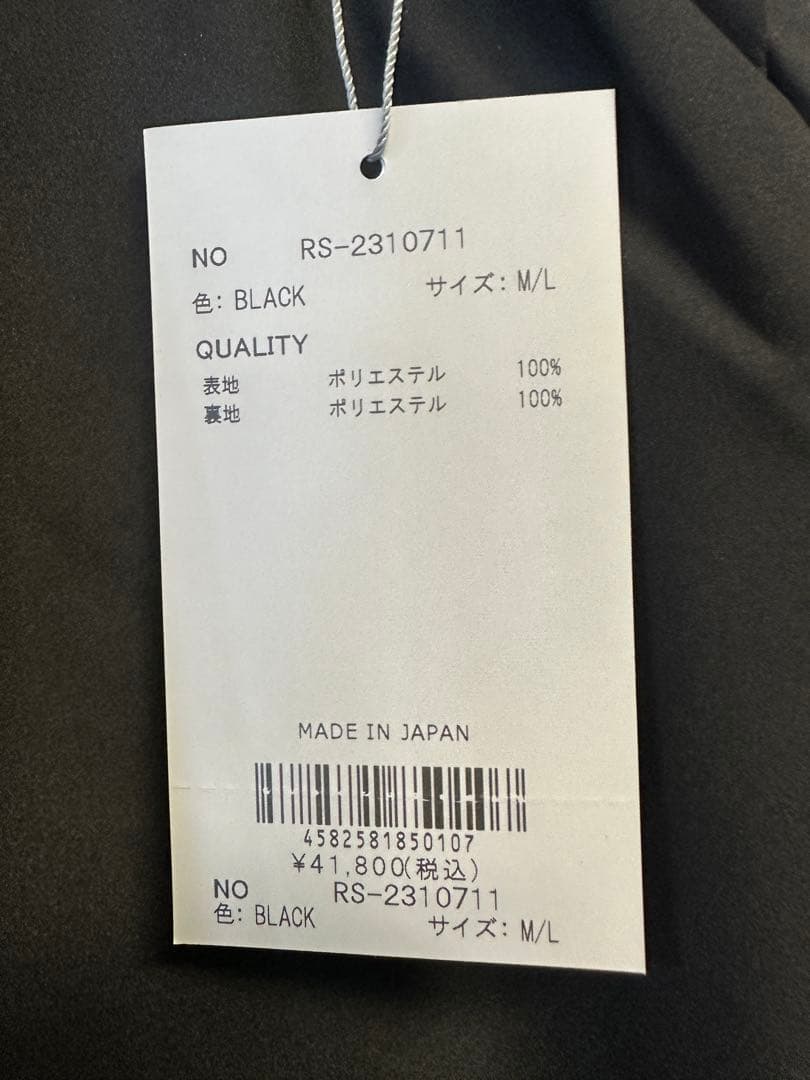 NO RS-2310711
色: BLACK サイズ: M/L
QUALITY
表地 ポリエステル 100%
裏地 ポリエステル 100%
MADE IN JAPAN
4582581850107
¥41,800(税込)
NO RS-2310711
色: BLACK サイズ: M/L